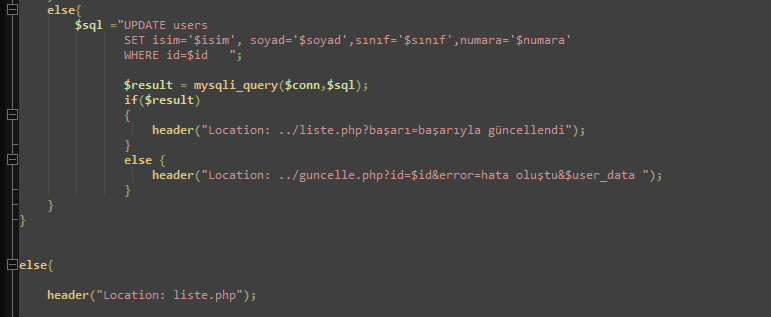 else{
$sql ="UPDATE users
SET isim='$isim', soyad='$soyad',sınıf='$sınıf',numara='$numara'
WHERE id=$id   ";
$result = mysqli_query($conn,$sql);
if($result)
{
header("Location: ../liste.php?başarı=başarıyla güncellendi");
}
else {
header("Location: ../guncelle.php?id=$id&error=hata oluştu&$user_data ");
}
}
}
else{
header("Location: liste.php");